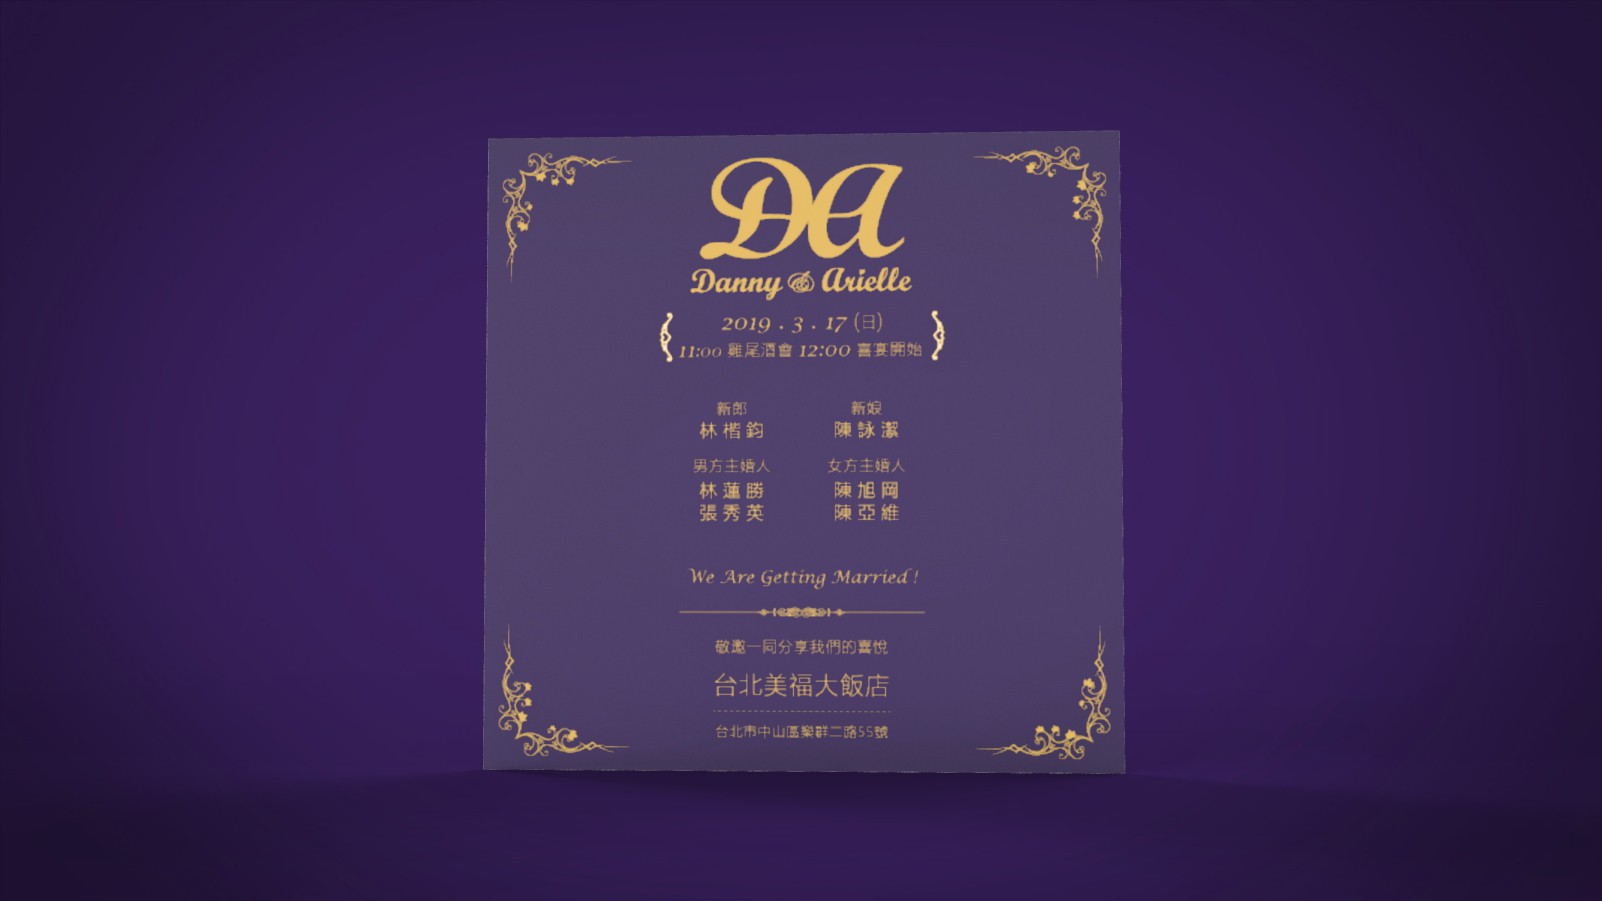 DA
Danny & Arielle
2019 . 3 . 17 (日)
11:00 雞尾酒會 12:00 喜宴開始
新郎 新娘
林楷鈞 陳詠潔
男方主婚人 女方主婚人
林蓮勝 陳旭岡
張秀英 陳亞維
We Are Getting Married!
敬邀一同分享我們的喜悅
台北美福大飯店
台北市中山區樂群二路55號